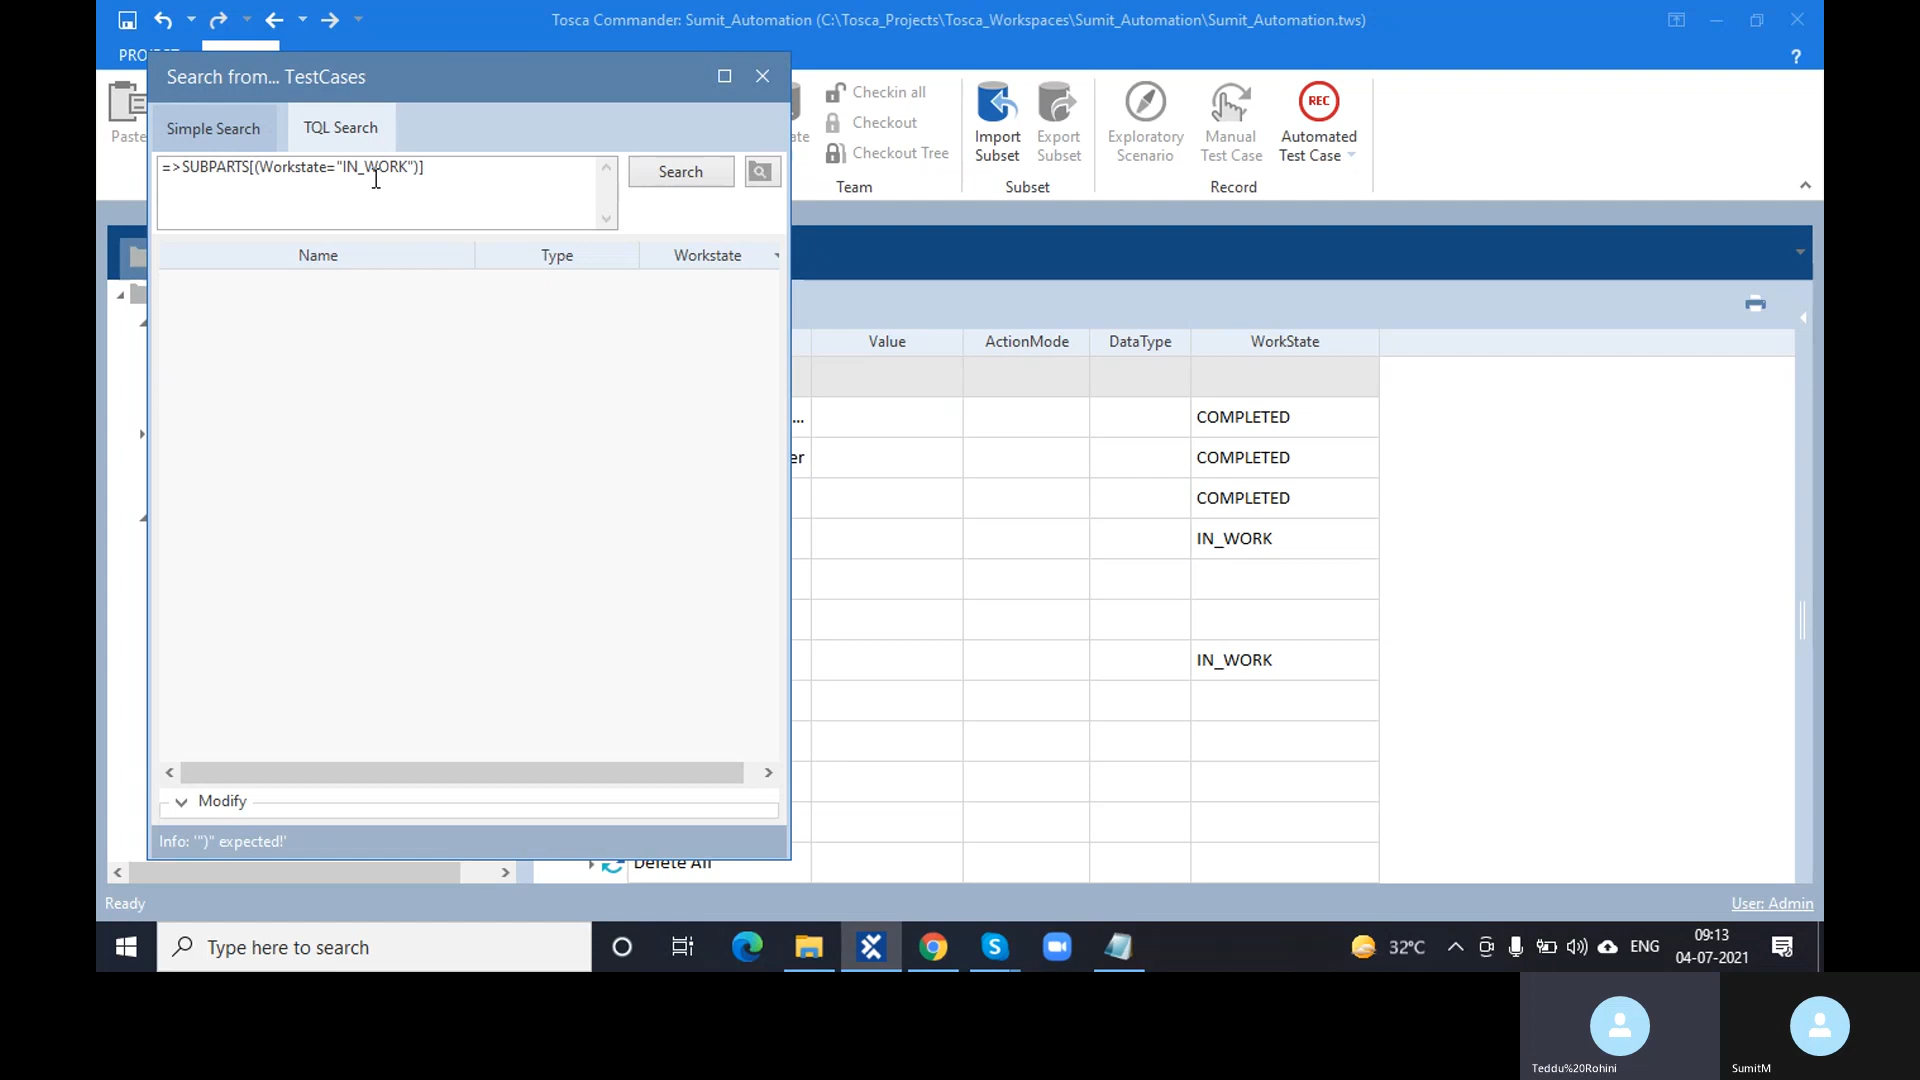 Tosca Commander: Sumit_Automation (C:\Tosca_Projects\Tosca_Workspaces\Sumit_Automation\Sumit_Automation.tws)
?
Search from... TestCases
Simple Search
TQL Search
=>SUBPARTS[(Workstate="IN_WORK")]
Search
Name Type Workstate
Modify
Info: '")" expected!'
Paste
Checkin all
Checkout
Checkout Tree
Team
Import
Subset
Export
Subset
Subset
Exploratory
Scenario
Manual
Test Case
REC
Automated
Test Case
Record
Value ActionMode DataType WorkState
... COMPLETED
er COMPLETED
COMPLETED
IN_WORK
IN_WORK
Delete All
Ready
User: Admin
Type here to search
32°C
ENG
09:13
04-07-2021
Teddu%20Rohini
SumitM